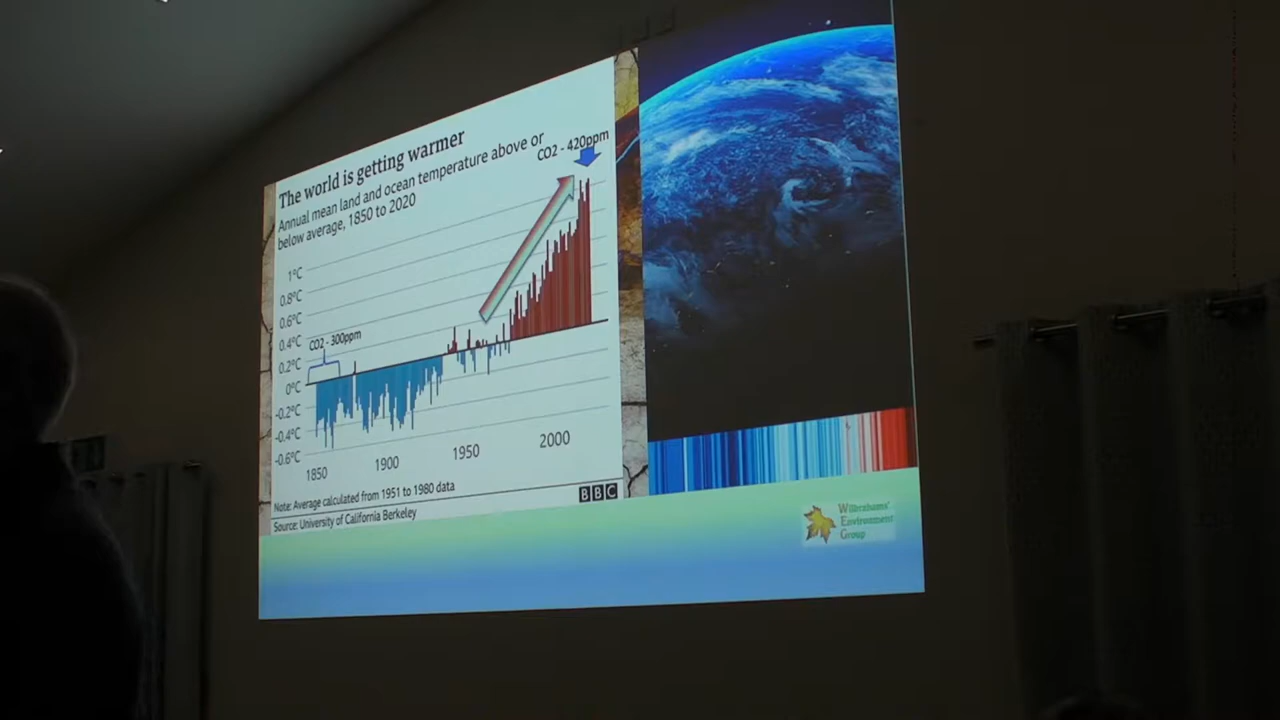 The world is getting warmer
Annual mean land and ocean temperature above or
below average, 1850 to 2020
CO2 - 420ppm
1°C
0.8°C
0.6°C
0.4°C
CO2 - 300ppm
0.2°C
0°C
-0.2°C
-0.4°C
-0.6°C
1850
1900
1950
2000
Note: Average calculated from 1951 to 1980 data
Source: University of California Berkeley
BBC
Wilbrahams'
Environment
Group